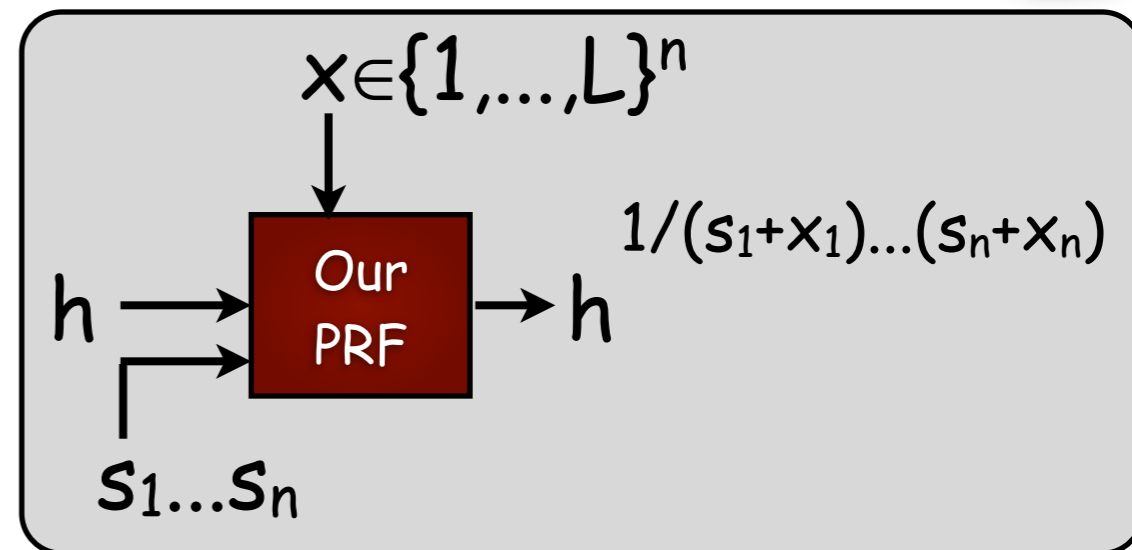 x∈{1,...,L}ⁿ
1/(s₁+x₁)...(sₙ+xₙ)
Our
PRF
h
h
s₁...sₙ